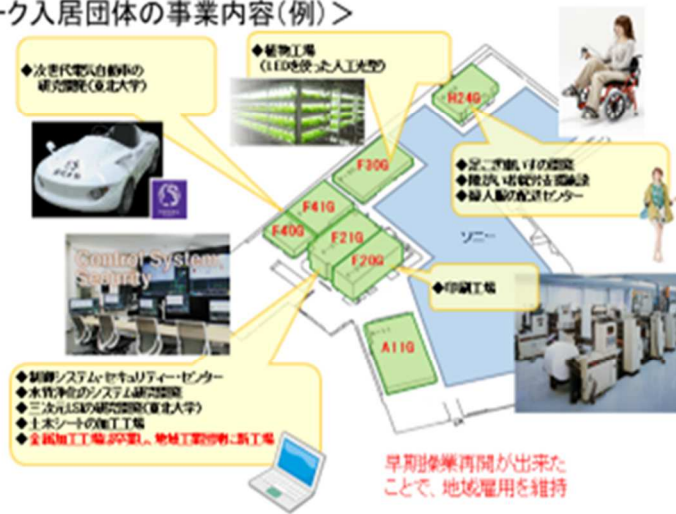 ーク入居団体の事業内容(例)＞
◆次世代電気自動車の
研究開発(東北大学)
◆植物工場
(LEDを使った人工光型)
H24G
F30G
F41G
F40G
F21G
F20G
A11G
ソニー
◆足こぎ車いすの開発
◆障がい者就労支援施設
◆婦人服の配送センター
◆印刷工場
Control System
Security
◆制御システム・セキュリティー・センター
◆水質浄化のシステム研究開発
◆三次元LSIの研究開発(東北大学)
◆土木シートの加工工場
◆金属加工工場は卒業し、地域工業団地に新工場
早期操業再開が出来た
ことで、地域雇用を維持